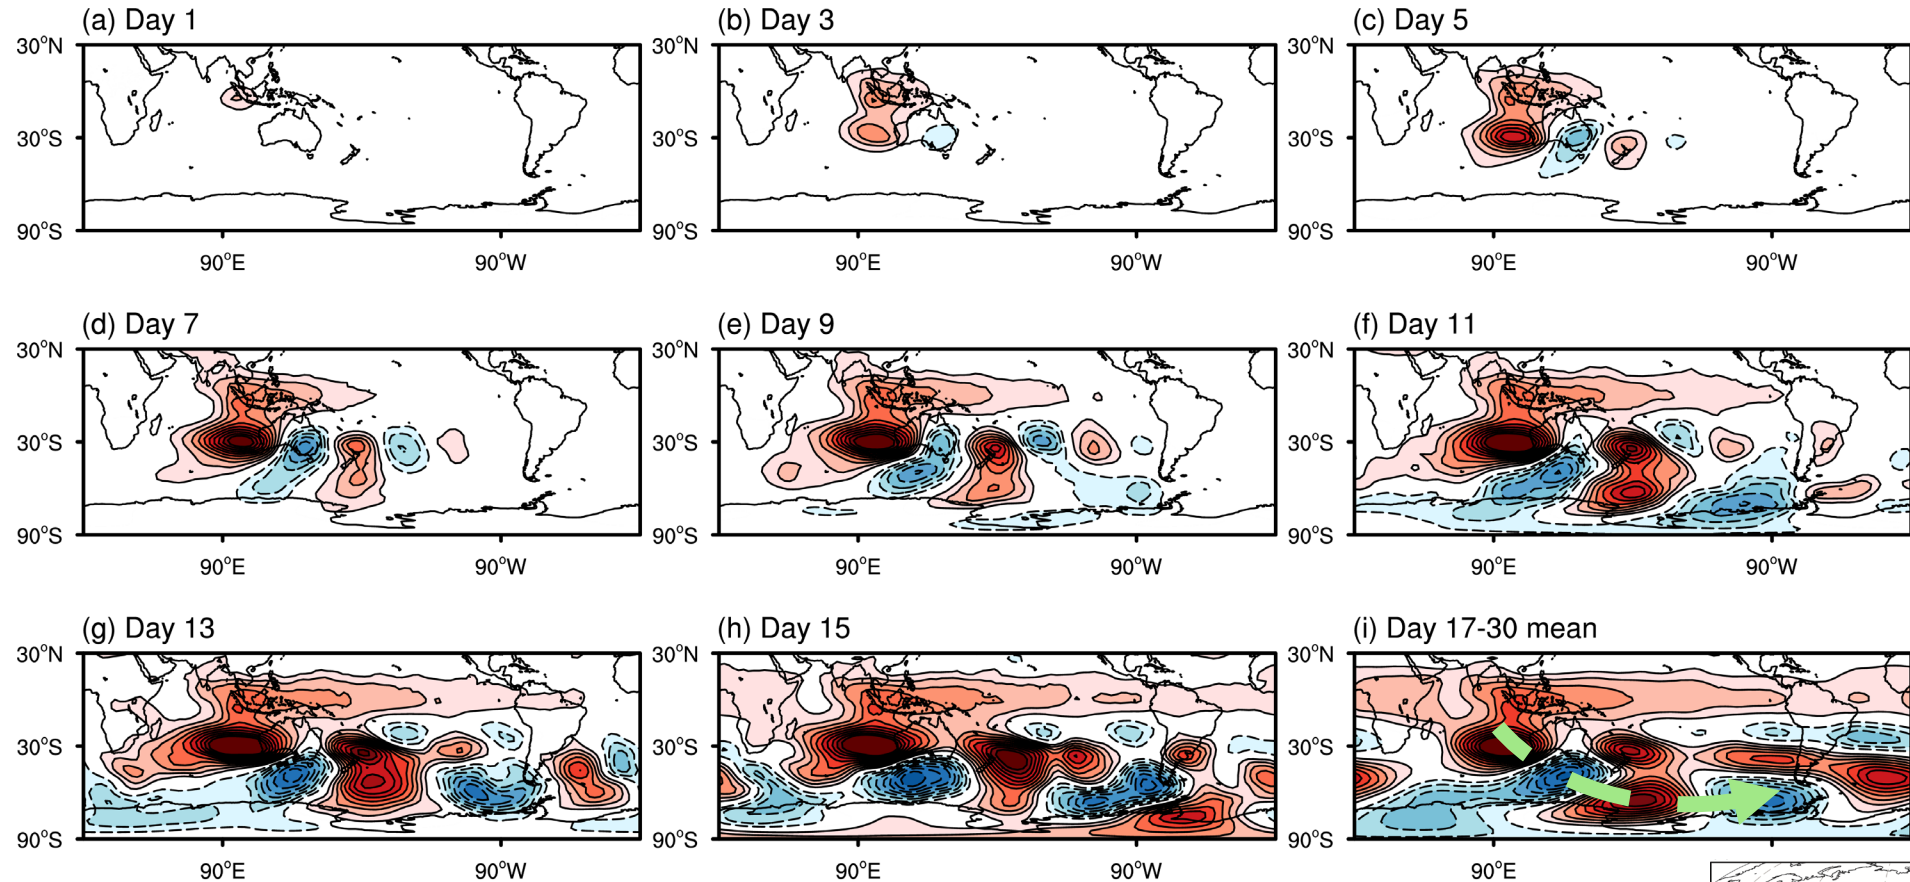 (a) Day 1 (b) Day 3 (c) Day 5
30°N 30°N 30°N
30°S 30°S 30°S
90°S 90°S 90°S
90°E 90°W 90°E 90°W 90°E 90°W
(d) Day 7 (e) Day 9 (f) Day 11
30°N 30°N 30°N
30°S 30°S 30°S
90°S 90°S 90°S
90°E 90°W 90°E 90°W 90°E 90°W
(g) Day 13 (h) Day 15 (i) Day 17-30 mean
30°N 30°N 30°N
30°S 30°S 30°S
90°S 90°S 90°S
90°E 90°W 90°E 90°W 90°E 90°W